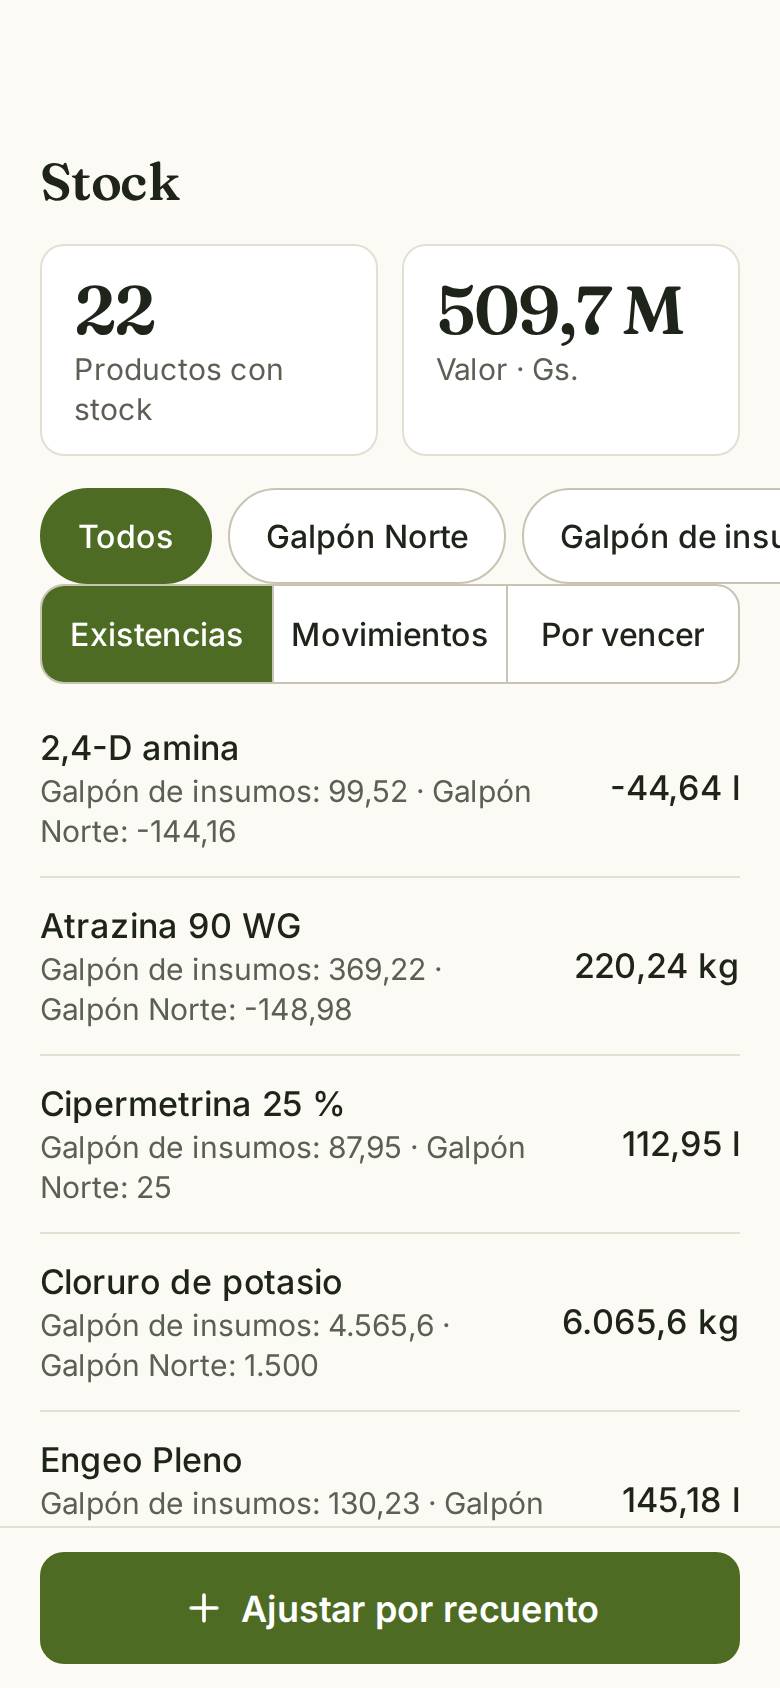 Stock
22
Productos con
stock
509,7 M
Valor · Gs.
Todos
Galpón Norte
Galpón de
Existencias
Movimientos
Por vencer
2,4-D amina
Galpón de insumos: 99,52 · Galpón
Norte: -144,16
-44,64 l
Atrazina 90 WG
Galpón de insumos: 369,22 ·
Galpón Norte: -148,98
220,24 kg
Cipermetrina 25 %
Galpón de insumos: 87,95 · Galpón
Norte: 25
112,95 l
Cloruro de potasio
Galpón de insumos: 4.565,6 ·
Galpón Norte: 1.500
6.065,6 kg
Engeo Pleno
Galpón de insumos: 130,23 · Galpón
145,18 l
+ Ajustar por recuento